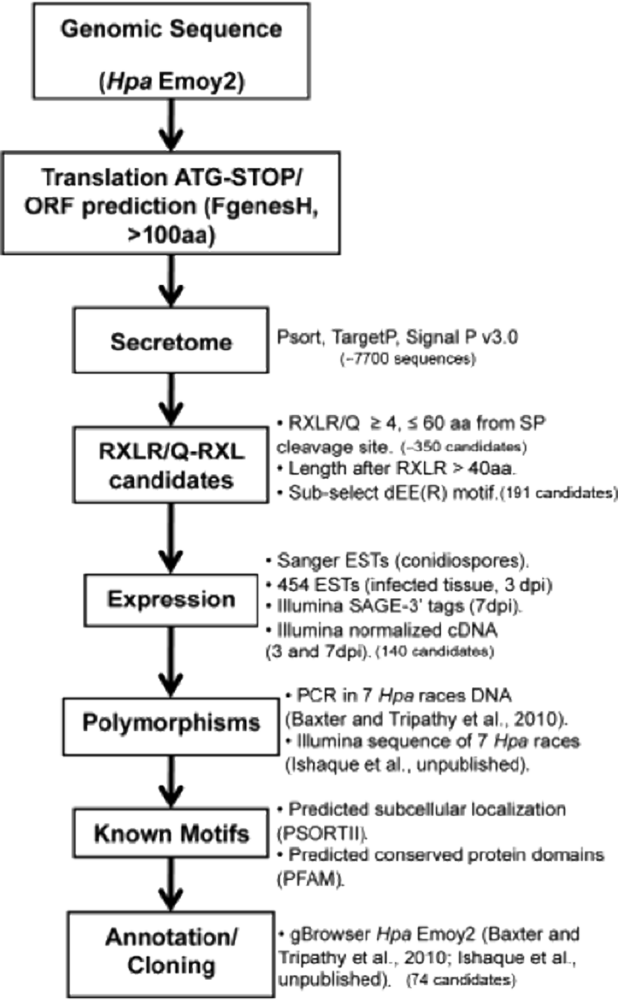 Genomic Sequence
(Hpa Emoy2)
Translation ATG-STOP/
ORF prediction (FgenesH,
>100aa)
Secretome
Psort, TargetP, Signal P v3.0
(~7700 sequences)
RXLR/Q-RXL
candidates
• RXLR/Q ≥ 4, ≤ 60 aa from SP
cleavage site. (~350 candidates)
• Length after RXLR > 40aa.
• Sub-select dEE(R) motif.(191 candidates)
Expression
• Sanger ESTs (conidiospores).
• 454 ESTs (infected tissue, 3 dpi)
• Illumina SAGE-3' tags (7dpi).
• Illumina normalized cDNA
(3 and 7dpi). (140 candidates)
Polymorphisms
• PCR in 7 Hpa races DNA
(Baxter and Tripathy et al., 2010).
• Illumina sequence of 7 Hpa races
(Ishaque et al., unpublished).
Known Motifs
• Predicted subcellular localization
(PSORTII).
• Predicted conserved protein domains
(PFAM).
Annotation/
Cloning
• gBrowser Hpa Emoy2 (Baxter and
Tripathy et al., 2010; Ishaque et al.,
unpublished). (74 candidates)